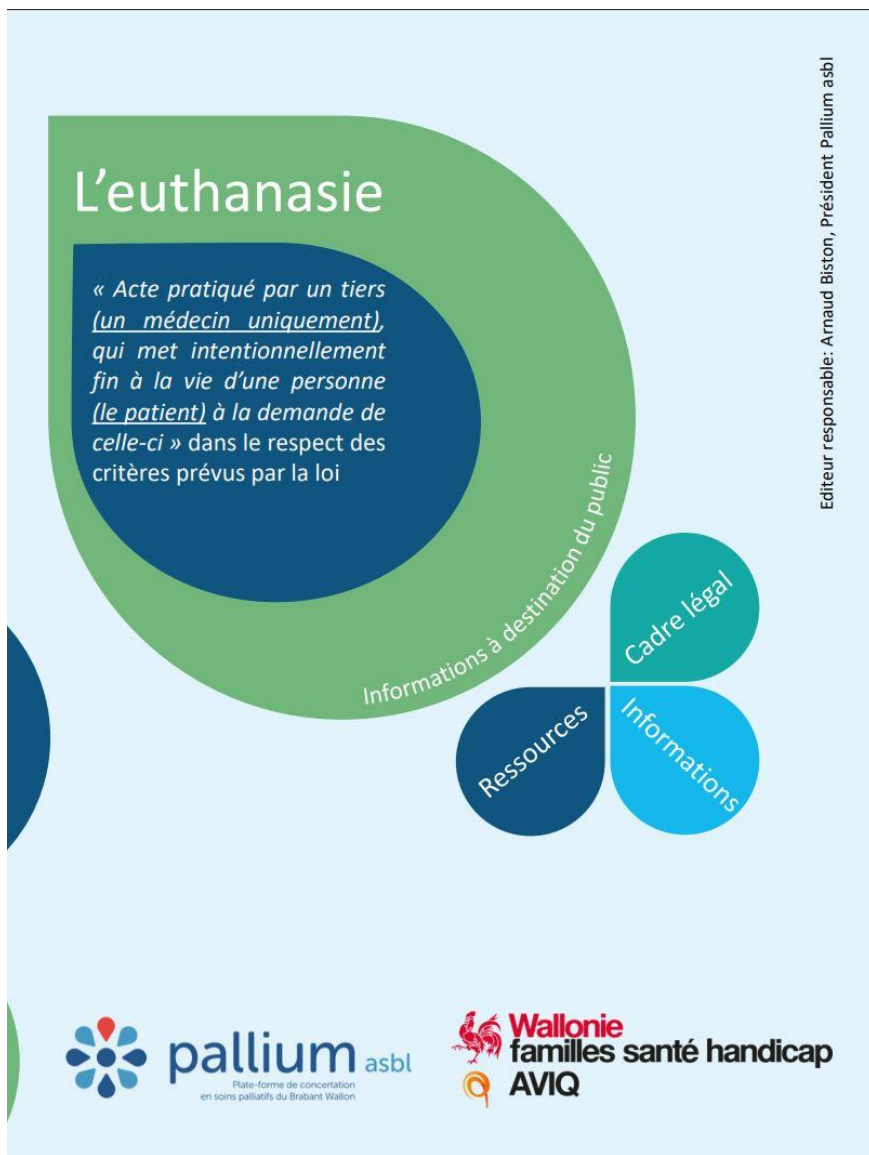 L'euthanasie
« Acte pratiqué par un tiers
(un médecin uniquement),
qui met intentionnellement
fin à la vie d'une personne
(le patient) à la demande de
celle-ci » dans le respect des
critères prévus par la loi
Informations à destination du public
Cadre légal
Ressources
Informations
Editeur responsable: Arnaud Biston, Président Pallium asbl
pallium asbl
Plate-forme de concertation
en soins palliatifs du Brabant Wallon
Wallonie
familles santé handicap
AVIQ